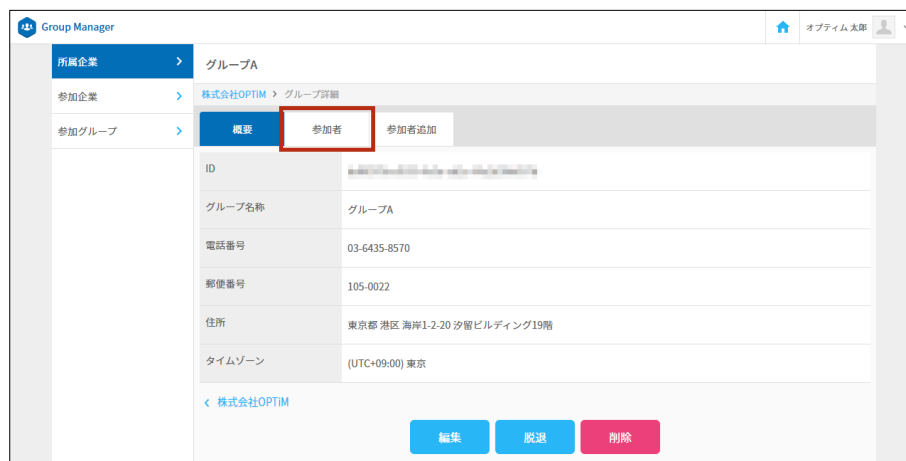 Group Manager
オプティム 太郎
所属企業
参加企業
参加グループ
グループA
株式会社OPTiM > グループ詳細
概要 参加者 参加者追加
ID
グループ名称 グループA
電話番号 03-6435-8570
郵便番号 105-0022
住所 東京都 港区 海岸1-2-20 汐留ビルディング19階
タイムゾーン (UTC+09:00) 東京
< 株式会社OPTiM
編集 脱退 削除